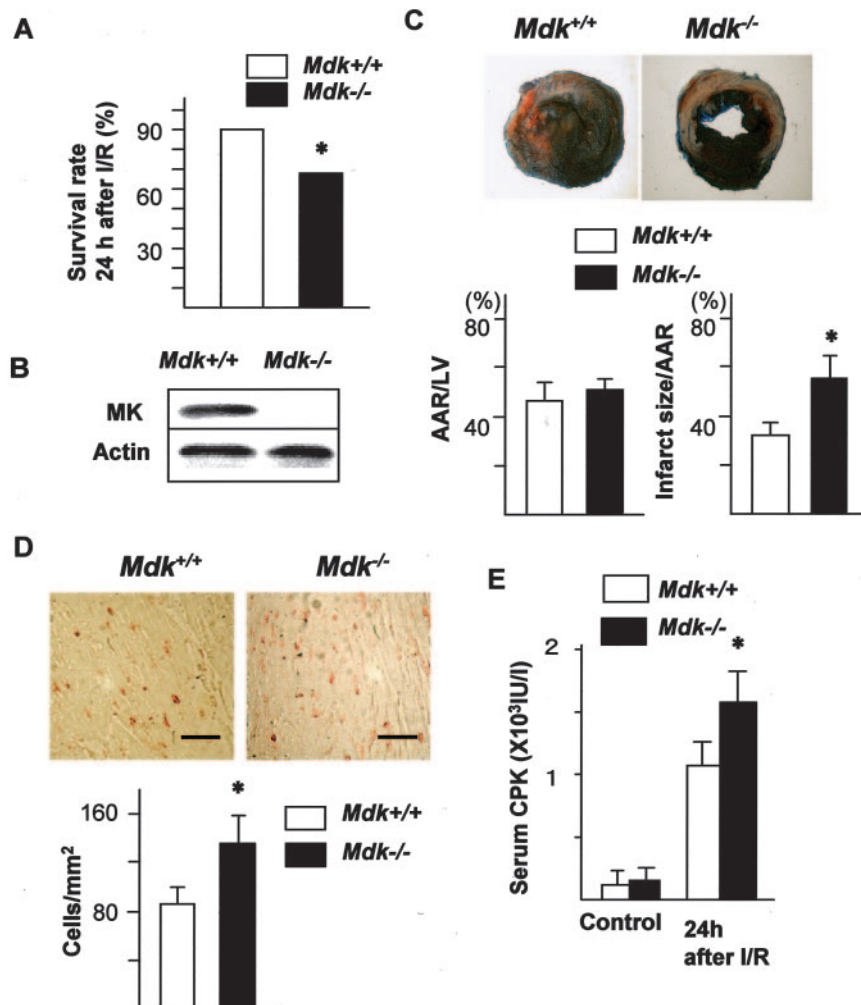 A
Mdk+/+
Mdk-/-
Survival rate
24 h after I/R (%)
90
60
30
*
B
Mdk+/+ Mdk-/-
MK
Actin
C
Mdk+/+ Mdk-/-
Mdk+/+
Mdk-/-
(%)
80
40
AAR/LV
(%)
80
40
Infarct size/AAR
*
D
Mdk+/+ Mdk-/-
*
Mdk+/+
Mdk-/-
160
80
Cells/mm²
E
Mdk+/+
Mdk-/-
*
2
1
Serum CPK (X10³IU/l)
Control
24h
after I/R